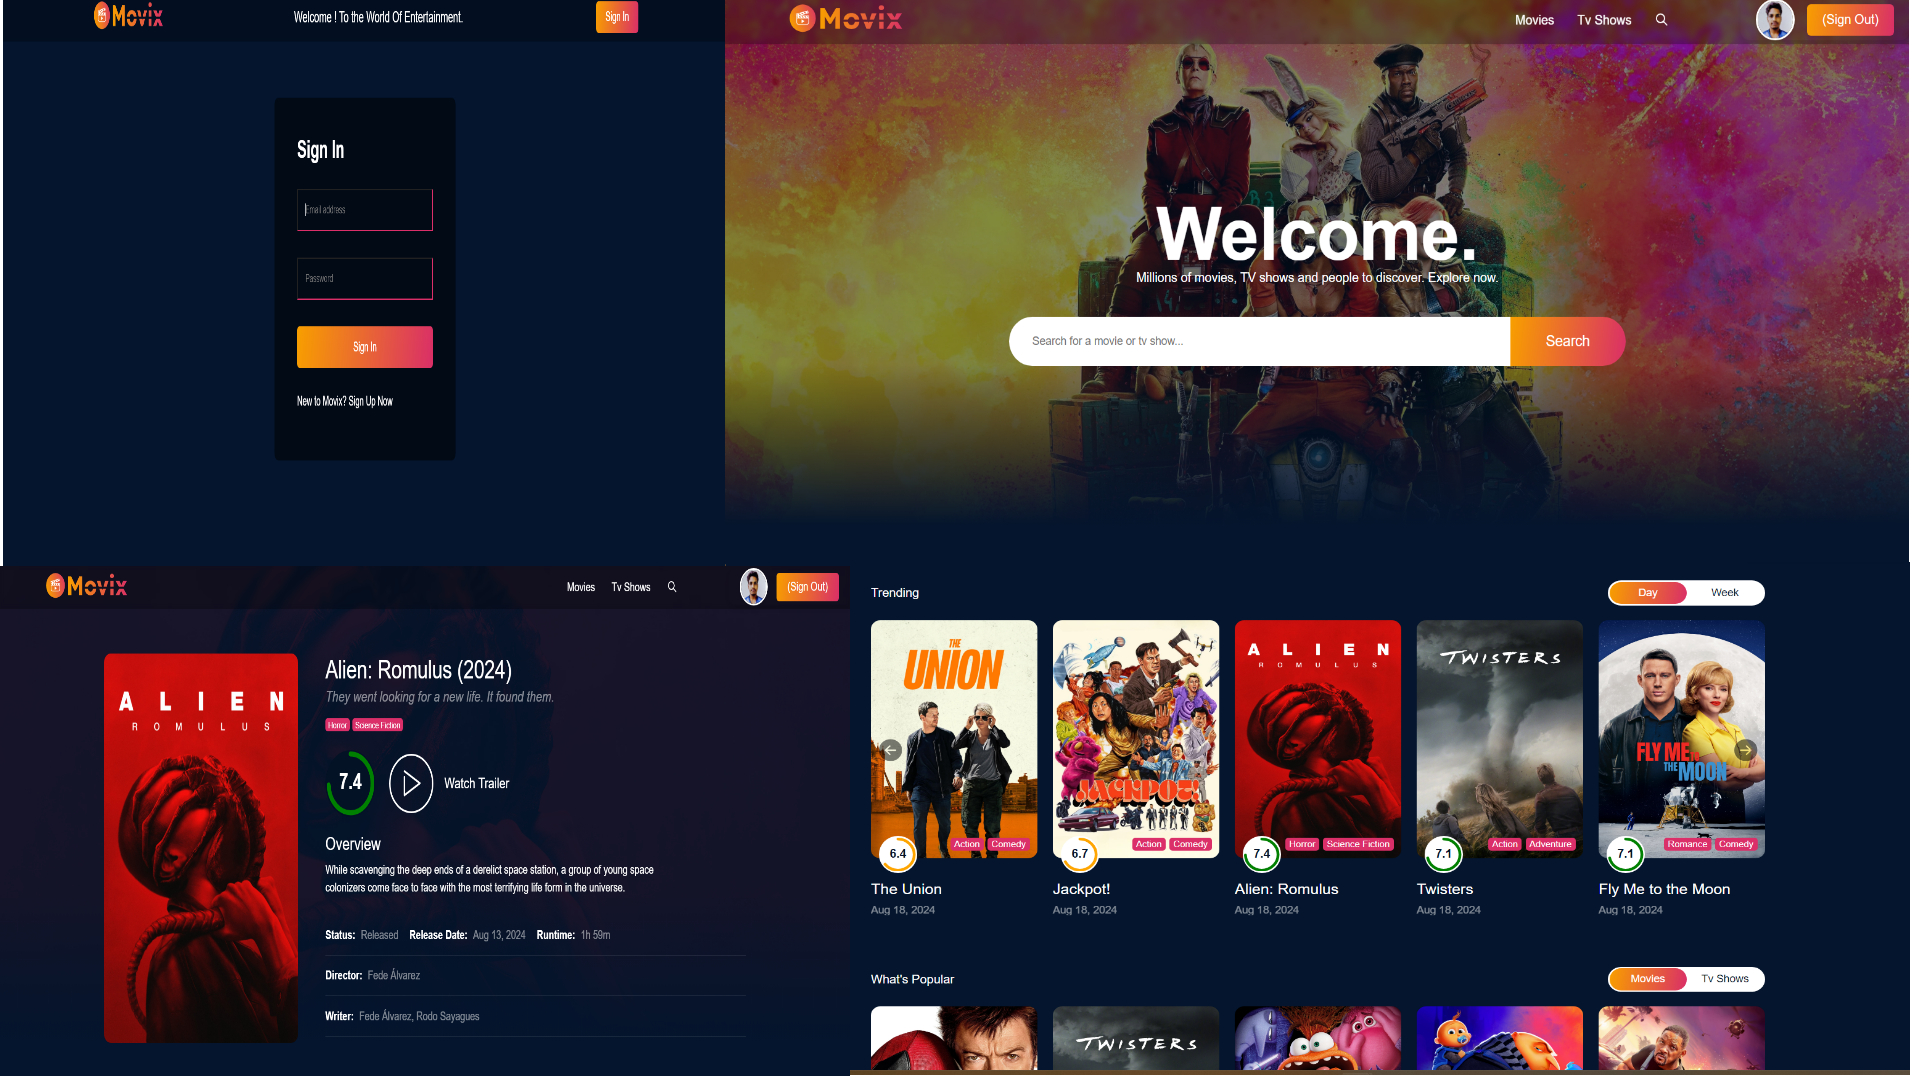 Movix
Welcome ! To the World Of Entertainment.
Sign In
Sign In
Email address
Password
Sign In
New to Movix? Sign Up Now
Movix
Movies Tv Shows
(Sign Out)
Welcome.
Millions of movies, TV shows and people to discover. Explore now.
Search for a movie or tv show...
Search
Movix
Movies Tv Shows
(Sign Out)
ALIEN
ROMULUS
Alien: Romulus (2024)
They went looking for a new life. It found them.
Horror Science Fiction
7.4
Watch Trailer
Overview
While scavenging the deep ends of a derelict space station, a group of young space
colonizers come face to face with the most terrifying life form in the universe.
Status: Released Release Date: Aug 13, 2024 Runtime: 1h 59m
Director: Fede Álvarez
Writer: Fede Álvarez, Rodo Sayagues
Trending
Day Week
THE
UNION
6.4
Action Comedy
The Union
Aug 18, 2024
JACKPOT!
6.7
Action Comedy
Jackpot!
Aug 18, 2024
ALIEN
ROMULUS
7.4
Horror Science Fiction
Alien: Romulus
Aug 18, 2024
TWISTERS
7.1
Action Adventure
Twisters
Aug 18, 2024
FLY ME TO
THE MOON
7.1
Romance Comedy
Fly Me to the Moon
Aug 18, 2024
What's Popular
Movies Tv Shows
TWISTERS